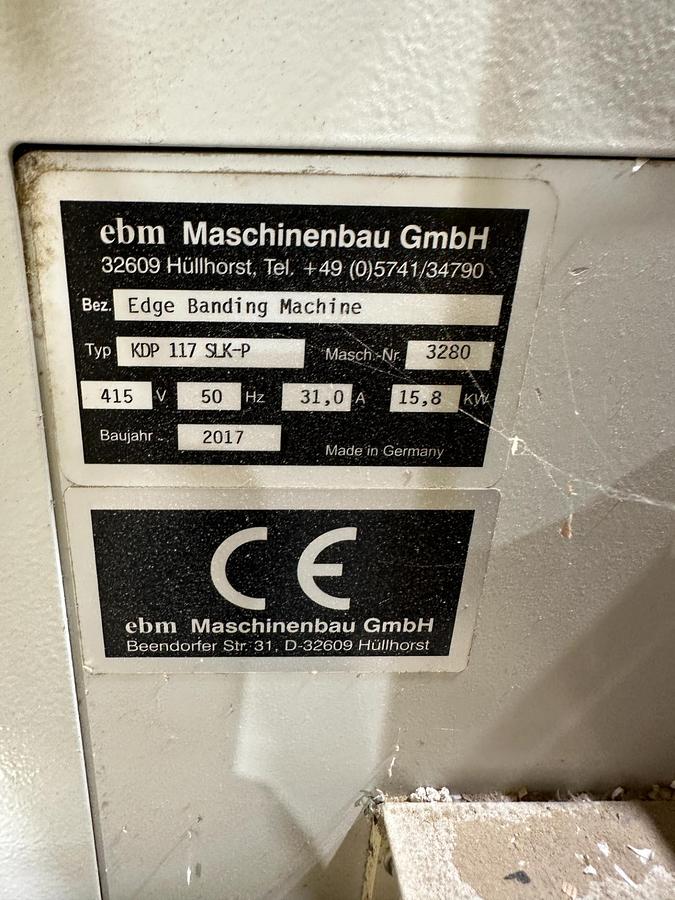 ebm Maschinenbau GmbH
32609 Hüllhorst, Tel. +49 (0)5741/34790
Bez. Edge Banding Machine
Typ KDP 117 SLK-P Masch.-Nr. 3280
415 V 50 Hz 31,0 A 15,8 KW
Baujahr 2017 Made in Germany
CE
ebm Maschinenbau GmbH
Beendorfer Str. 31, D-32609 Hüllhorst